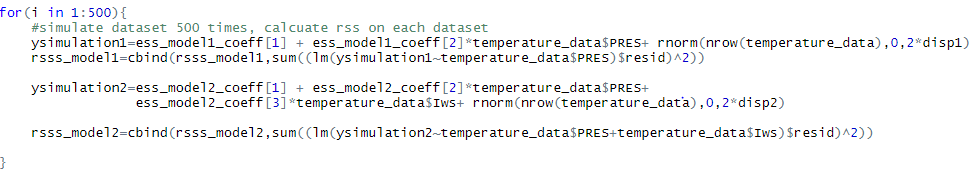 for(i in 1:500){
#simulate dataset 500 times, calcuate rss on each dataset
ysimulation1=ess_model1_coeff[1] + ess_model1_coeff[2]*temperature_data$PRES+ rnorm(nrow(temperature_data),0,2*disp1)
rsss_model1=cbind(rsss_model1,sum((lm(ysimulation1~temperature_data$PRES)$resid)^2))
ysimulation2=ess_model2_coeff[1] + ess_model2_coeff[2]*temperature_data$PRES+
ess_model2_coeff[3]*temperature_data$Iws+ rnorm(nrow(temperature_data),0,2*disp2)
rsss_model2=cbind(rsss_model2,sum((lm(ysimulation2~temperature_data$PRES+temperature_data$Iws)$resid)^2))
}